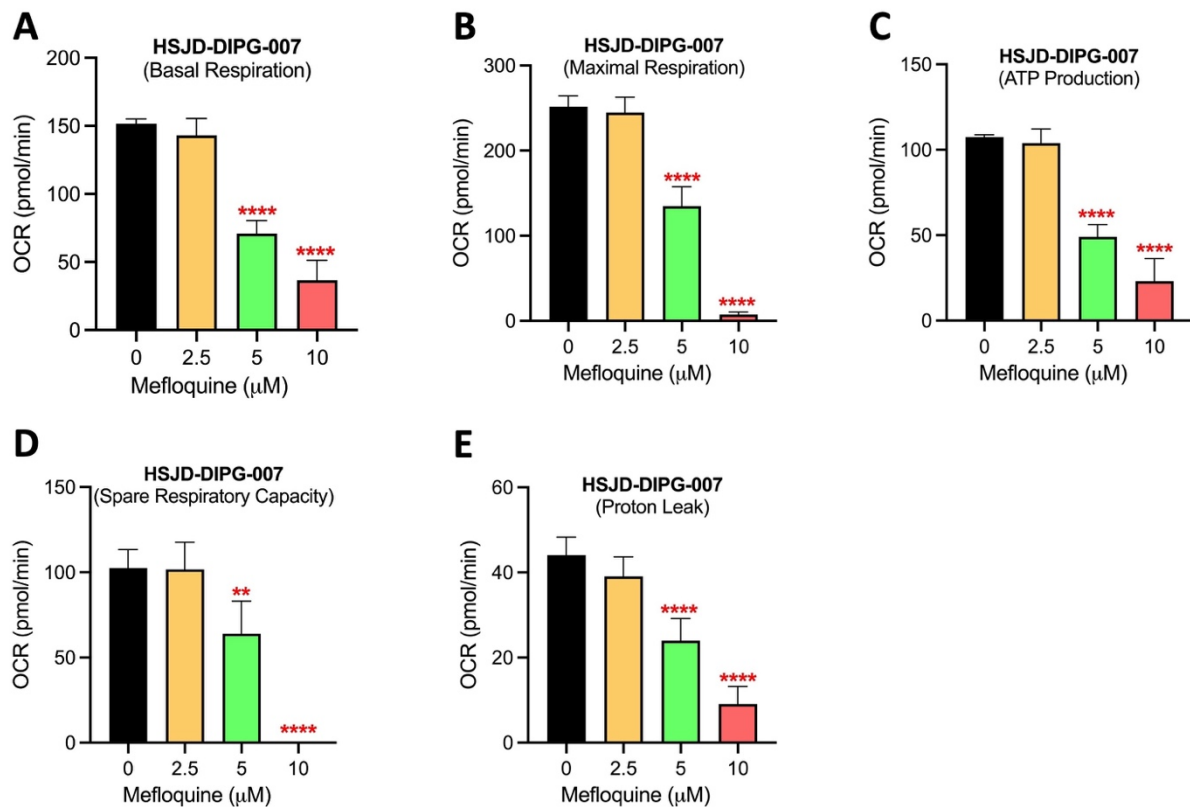 A
HSJD-DIPG-007
(Basal Respiration)
OCR (pmol/min)
200
150
100
50
0
****
****
0 2.5 5 10
Mefloquine (μM)
B
HSJD-DIPG-007
(Maximal Respiration)
OCR (pmol/min)
300
200
100
0
****
****
0 2.5 5 10
Mefloquine (μM)
C
HSJD-DIPG-007
(ATP Production)
OCR (pmol/min)
150
100
50
0
****
****
0 2.5 5 10
Mefloquine (μM)
D
HSJD-DIPG-007
(Spare Respiratory Capacity)
OCR (pmol/min)
150
100
50
0
**
****
0 2.5 5 10
Mefloquine (μM)
E
HSJD-DIPG-007
(Proton Leak)
OCR (pmol/min)
60
40
20
0
****
****
0 2.5 5 10
Mefloquine (μM)